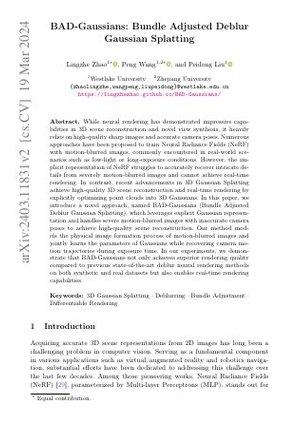 BAD-Gaussians: Bundle Adjusted Deblur
Gaussian Splatting
Lingzhe Zhao1*, Peng Wang1,2*, and Peidong Liu1
1Westlake University 2Zhejiang University
{zhaolingzhe,wangpeng,liupeidong}@westlake.edu.cn
https://lingzhezhao.github.io/BAD-Gaussians/
arXiv:2403.11831v2 [cs.CV] 19 Mar 2024
Abstract. While neural rendering has demonstrated impressive capabilities
in 3D scene reconstruction and novel view synthesis, it heavily
relies on high-quality sharp images and accurate camera poses. Numerous
approaches have been proposed to train Neural Radiance Fields (NeRF)
with motion-blurred images, commonly encountered in real-world scenarios
such as low-light or long-exposure conditions. However, the implicit
representation of NeRF struggles to accurately recover intricate details
from severely motion-blurred images and cannot achieve real-time
rendering. In contrast, recent advancements in 3D Gaussian Splatting
achieve high-quality 3D scene reconstruction and real-time rendering by
explicitly optimizing point clouds into 3D Gaussians. In this paper, we
introduce a novel approach, named BAD-Gaussians (Bundle Adjusted
Deblur Gaussian Splatting), which leverages explicit Gaussian representation
and handles severe motion-blurred images with inaccurate camera
poses to achieve high-quality scene reconstruction. Our method models
the physical image formation process of motion-blurred images and
jointly learns the parameters of Gaussians while recovering camera motion
trajectories during exposure time. In our experiments, we demonstrate
that BAD-Gaussians not only achieves superior rendering quality
compared to previous state-of-the-art deblur neural rendering methods
on both synthetic and real datasets but also enables real-time rendering
capabilities.
Keywords: 3D Gaussian Splatting · Deblurring · Bundle Adjustment ·
Differentiable Rendering
1 Introduction
Acquiring accurate 3D scene representations from 2D images has long been a
challenging problem in computer vision. Serving as a fundamental component
in various applications such as virtual/augmented reality and robotics navigation,
substantial efforts have been dedicated to addressing this challenge over
the last few decades. Among those pioneering works, Neural Radiance Fields
(NeRF) [29], parameterized by Multi-layer Perceptrons (MLP), stands out for
* Equal contribution.